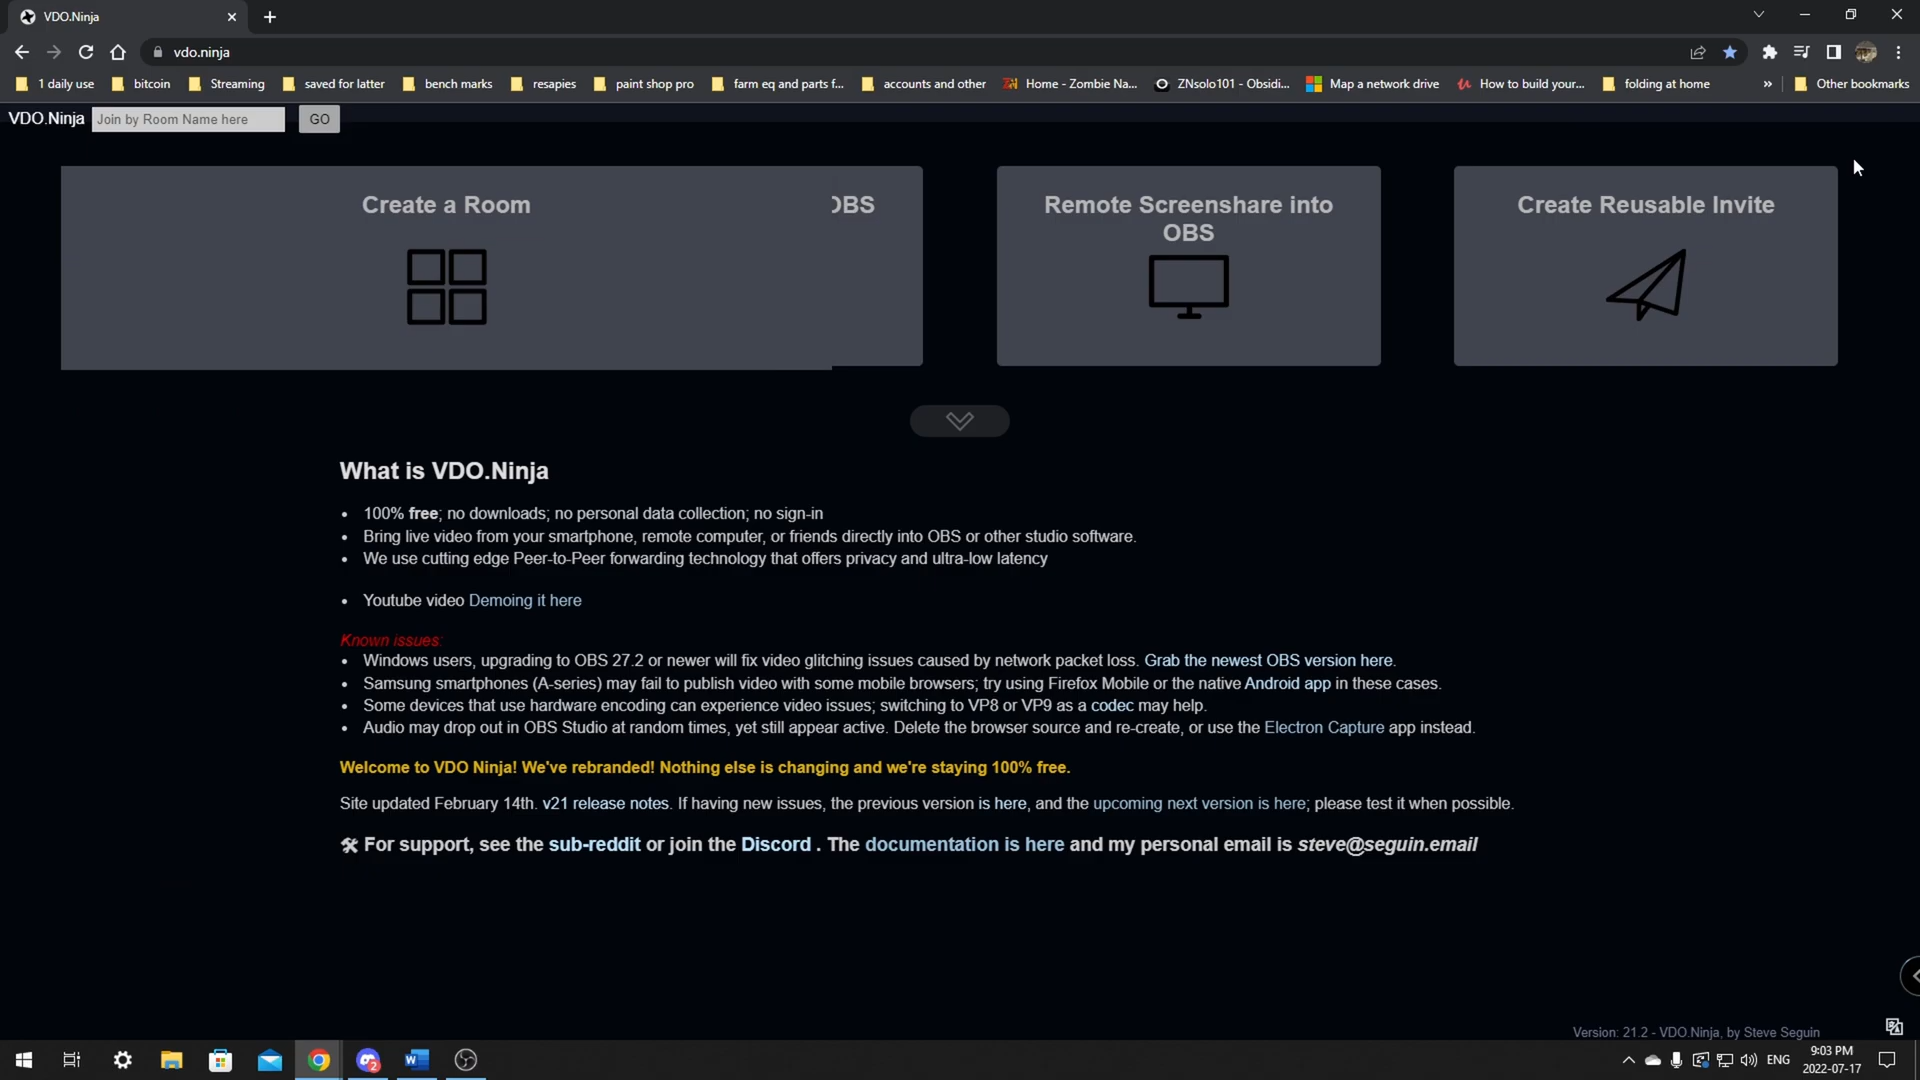 VDO.Ninja
vdo.ninja
1 daily use
bitcoin
Streaming
saved for latter
bench marks
resapies
paint shop pro
farm eq and parts f...
accounts and other
Home - Zombie Na...
ZNsolo101 - Obsidi...
Map a network drive
How to build your...
folding at home
»
Other bookmarks
VDO.Ninja
Join by Room Name here
GO
Create a Room
OBS
Remote Screenshare into
OBS
Create Reusable Invite
What is VDO.Ninja
• 100% free; no downloads; no personal data collection; no sign-in
• Bring live video from your smartphone, remote computer, or friends directly into OBS or other studio software.
• We use cutting edge Peer-to-Peer forwarding technology that offers privacy and ultra-low latency
• Youtube video Demoing it here
Known issues:
• Windows users, upgrading to OBS 27.2 or newer will fix video glitching issues caused by network packet loss. Grab the newest OBS version here.
• Samsung smartphones (A-series) may fail to publish video with some mobile browsers; try using Firefox Mobile or the native Android app in these cases.
• Some devices that use hardware encoding can experience video issues; switching to VP8 or VP9 as a codec may help.
• Audio may drop out in OBS Studio at random times, yet still appear active. Delete the browser source and re-create, or use the Electron Capture app instead.
Welcome to VDO Ninja! We've rebranded! Nothing else is changing and we're staying 100% free.
Site updated February 14th. v21 release notes. If having new issues, the previous version is here, and the upcoming next version is here; please test it when possible.
🛠 For support, see the sub-reddit or join the Discord . The documentation is here and my personal email is steve@seguin.email
Version: 21.2 - VDO.Ninja, by Steve Seguin
2
W
ENG
9:03 PM
2022-07-17